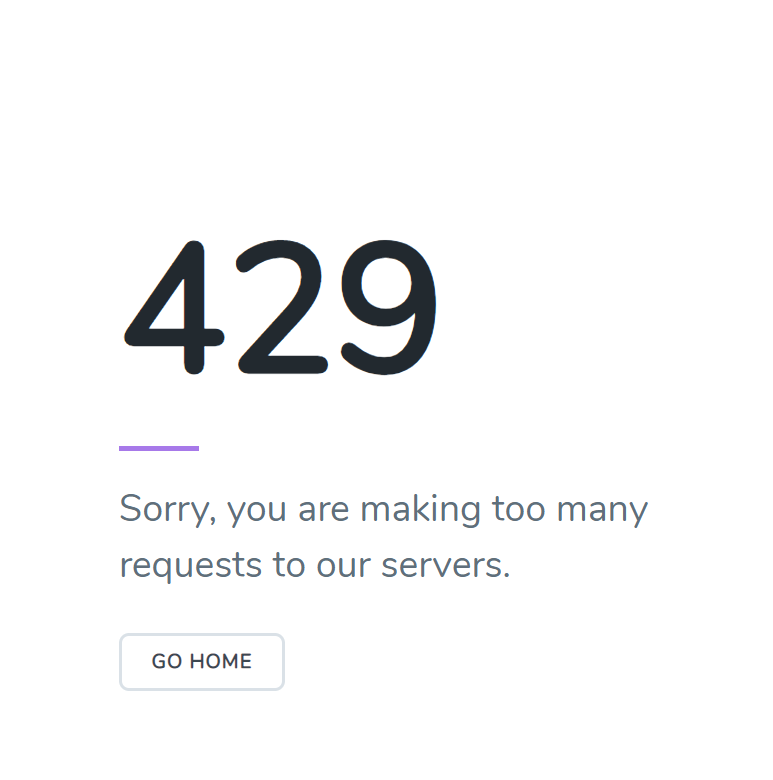 429
Sorry, you are making too many
requests to our servers.
GO HOME